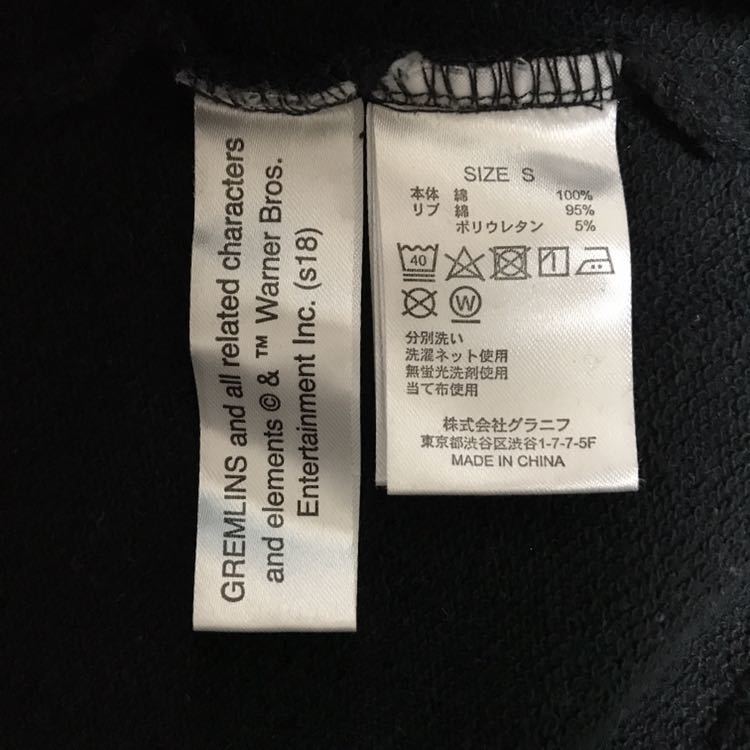 GREMLINS and all related characters
and elements © & ™ Warner Bros.
Entertainment Inc. (s18)
SIZE S
本体 綿 100%
リブ 綿 95%
ポリウレタン 5%
40
W
分別洗い
洗濯ネット使用
無蛍光洗剤使用
当て布使用
株式会社グラニフ
東京都渋谷区渋谷1-7-7-5F
MADE IN CHINA